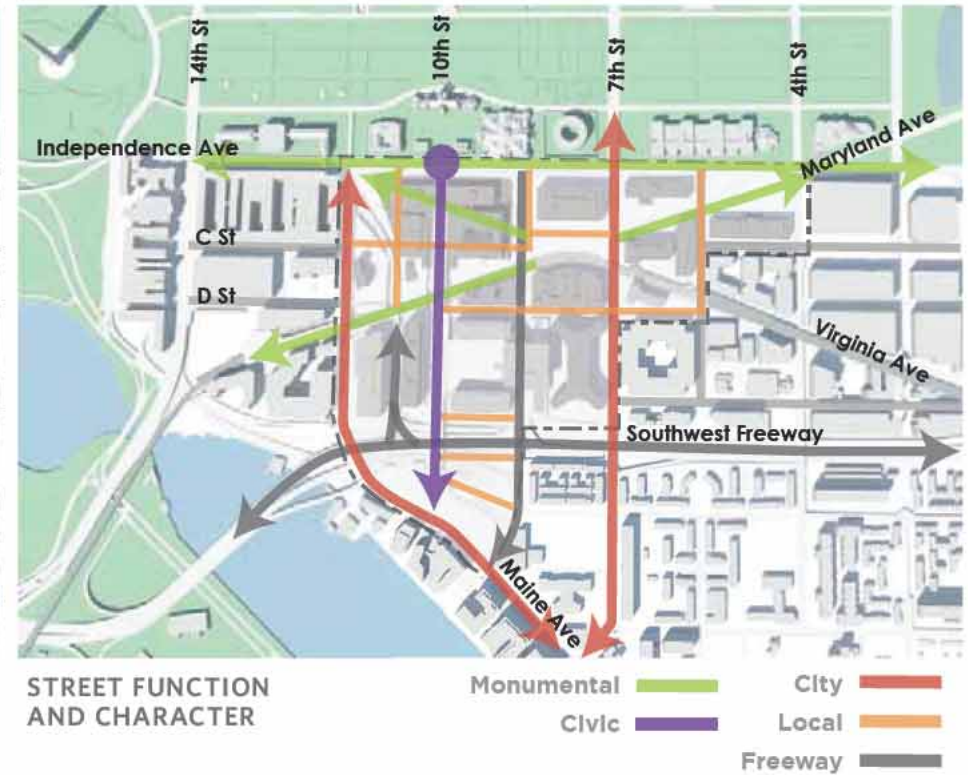 14th St
10th St
7th St
4th St
Independence Ave
Maryland Ave
C St
D St
Virginia Ave
Southwest Freeway
Maine Ave
STREET FUNCTION
AND CHARACTER
Monumental
Civic
City
Local
Freeway